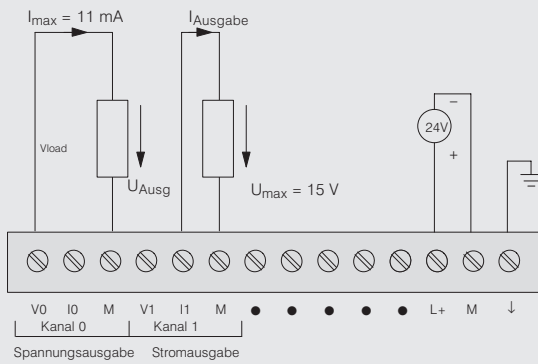 Imax = 11 mA
IAusgabe
Vload
UAusg
Umax = 15 V
24V
−
+
V0 I0 M V1 I1 M ● ● ● ● ● L+ M ↓
Kanal 0 Kanal 1
Spannungsausgabe Stromausgabe